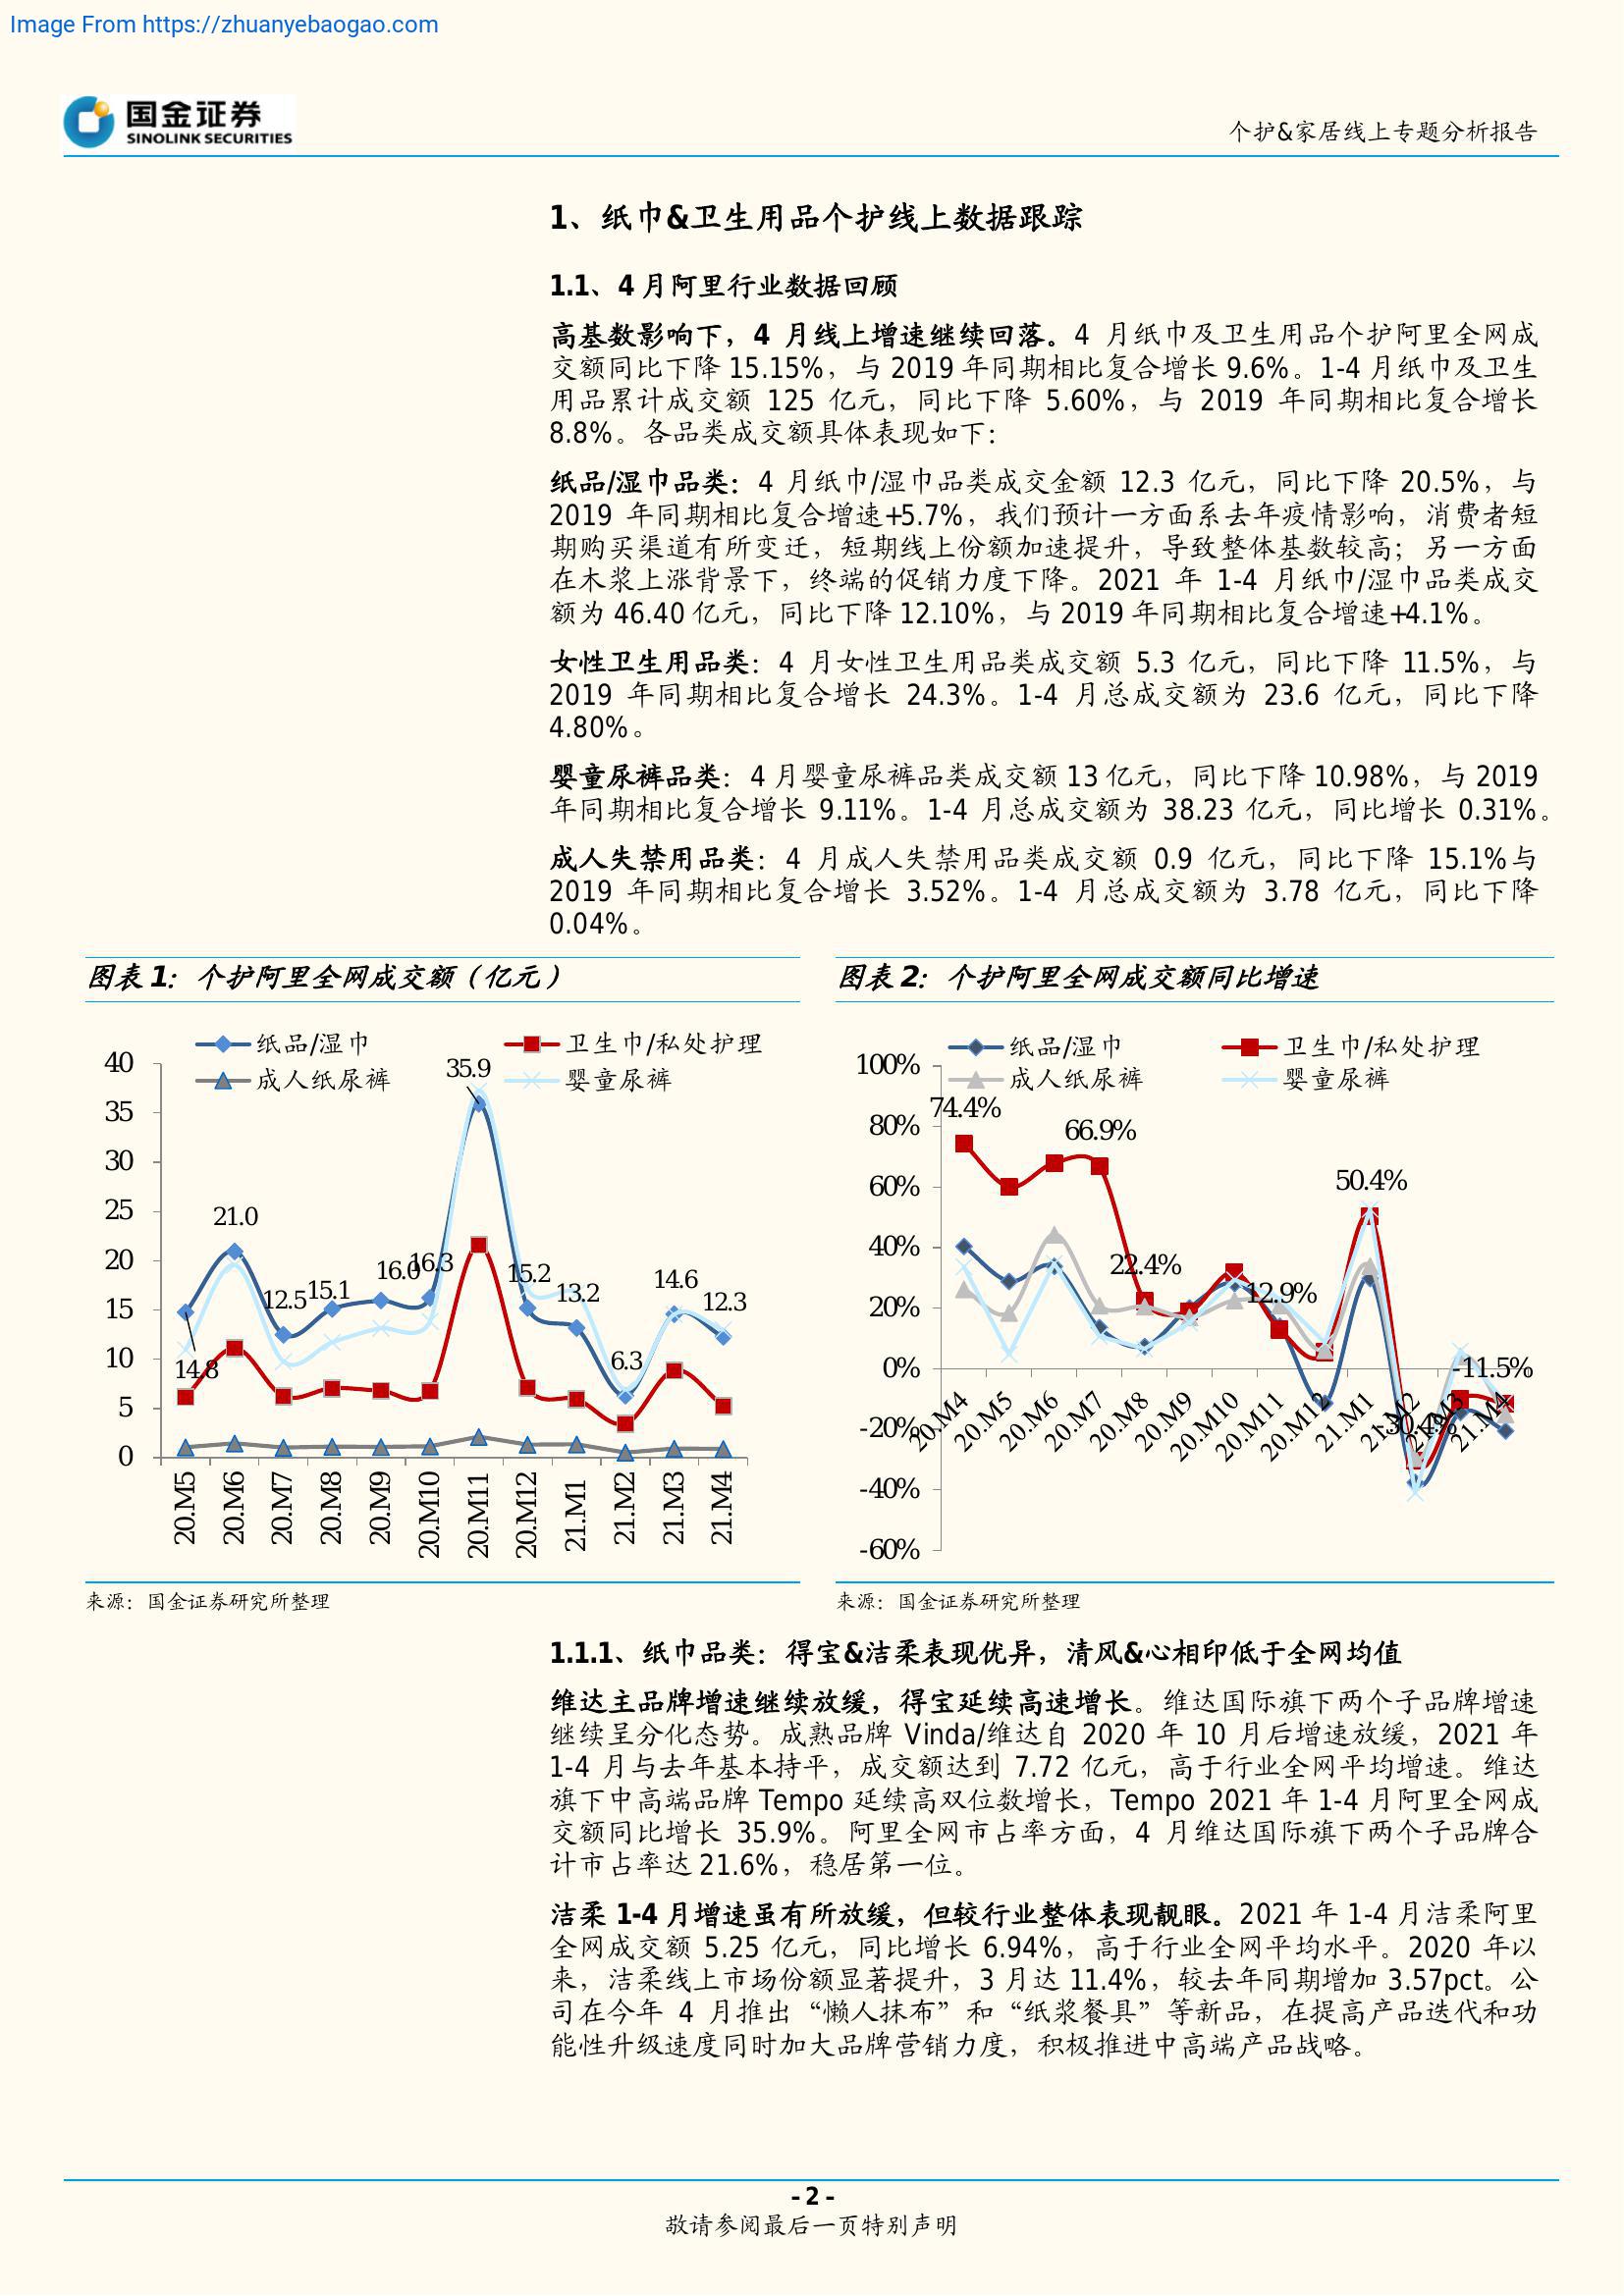 Image From https://zhuanyebaogao.com
国金证券
SINOLINK SECURITIES
个护&家居线上专题分析报告
1、纸巾&卫生用品个护线上数据跟踪
1.1、4 月阿里行业数据回顾
高基数影响下，4 月线上增速继续回落。4 月纸巾及卫生用品个护阿里全网成
交额同比下降 15.15%，与 2019 年同期相比复合增长 9.6%。1-4 月纸巾及卫生
用品累计成交额 125 亿元，同比下降 5.60%，与 2019 年同期相比复合增长
8.8%。各品类成交额具体表现如下：
纸品/湿巾品类：4 月纸巾/湿巾品类成交金额 12.3 亿元，同比下降 20.5%，与
2019 年同期相比复合增速+5.7%，我们预计一方面系去年疫情影响，消费者短
期购买渠道有所变迁，短期线上份额加速提升，导致整体基数较高；另一方面
在木浆上涨背景下，终端的促销力度下降。2021 年 1-4 月纸巾/湿巾品类成交
额为 46.40 亿元，同比下降 12.10%，与 2019 年同期相比复合增速+4.1%。
女性卫生用品类：4 月女性卫生用品类成交额 5.3 亿元，同比下降 11.5%，与
2019 年同期相比复合增长 24.3%。1-4 月总成交额为 23.6 亿元，同比下降
4.80%。
婴童尿裤品类：4 月婴童尿裤品类成交额 13 亿元，同比下降 10.98%，与 2019
年同期相比复合增长 9.11%。1-4 月总成交额为 38.23 亿元，同比增长 0.31%。
成人失禁用品类：4 月成人失禁用品类成交额 0.9 亿元，同比下降 15.1%与
2019 年同期相比复合增长 3.52%。1-4 月总成交额为 3.78 亿元，同比下降
0.04%。
图表 1：个护阿里全网成交额（亿元）
纸品/湿巾 卫生巾/私处护理
成人纸尿裤 婴童尿裤
40
35
30
25
20
15
10
5
0
14.8
21.0
12.5
15.1
16.0
16.3
35.9
15.2
13.2
6.3
14.6
12.3
20.M5 20.M6 20.M7 20.M8 20.M9 20.M10 20.M11 20.M12 21.M1 21.M2 21.M3 21.M4
来源：国金证券研究所整理
图表 2：个护阿里全网成交额同比增速
纸品/湿巾 卫生巾/私处护理
成人纸尿裤 婴童尿裤
100%
80%
60%
40%
20%
0%
-20%
-40%
-60%
74.4%
66.9%
22.4%
12.9%
50.4%
-30.4%
-11.5%
20.M4 20.M5 20.M6 20.M7 20.M8 20.M9 20.M10 20.M11 20.M12 21.M1 21.M2 21.M3 21.M4
来源：国金证券研究所整理
1.1.1、纸巾品类：得宝&洁柔表现优异，清风&心相印低于全网均值
维达主品牌增速继续放缓，得宝延续高速增长。维达国际旗下两个子品牌增速
继续呈分化态势。成熟品牌 Vinda/维达自 2020 年 10 月后增速放缓，2021 年
1-4 月与去年基本持平，成交额达到 7.72 亿元，高于行业全网平均增速。维达
旗下中高端品牌 Tempo 延续高双位数增长，Tempo 2021 年 1-4 月阿里全网成
交额同比增长 35.9%。阿里全网市占率方面，4 月维达国际旗下两个子品牌合
计市占率达 21.6%，稳居第一位。
洁柔 1-4 月增速虽有所放缓，但较行业整体表现靓眼。2021 年 1-4 月洁柔阿里
全网成交额 5.25 亿元，同比增长 6.94%，高于行业全网平均水平。2020 年以
来，洁柔线上市场份额显著提升，3 月达 11.4%，较去年同期增加 3.57pct。公
司在今年 4 月推出“懒人抹布”和“纸浆餐具”等新品，在提高产品迭代和功
能性升级速度同时加大品牌营销力度，积极推进中高端产品战略。
- 2 -
敬请参阅最后一页特别声明